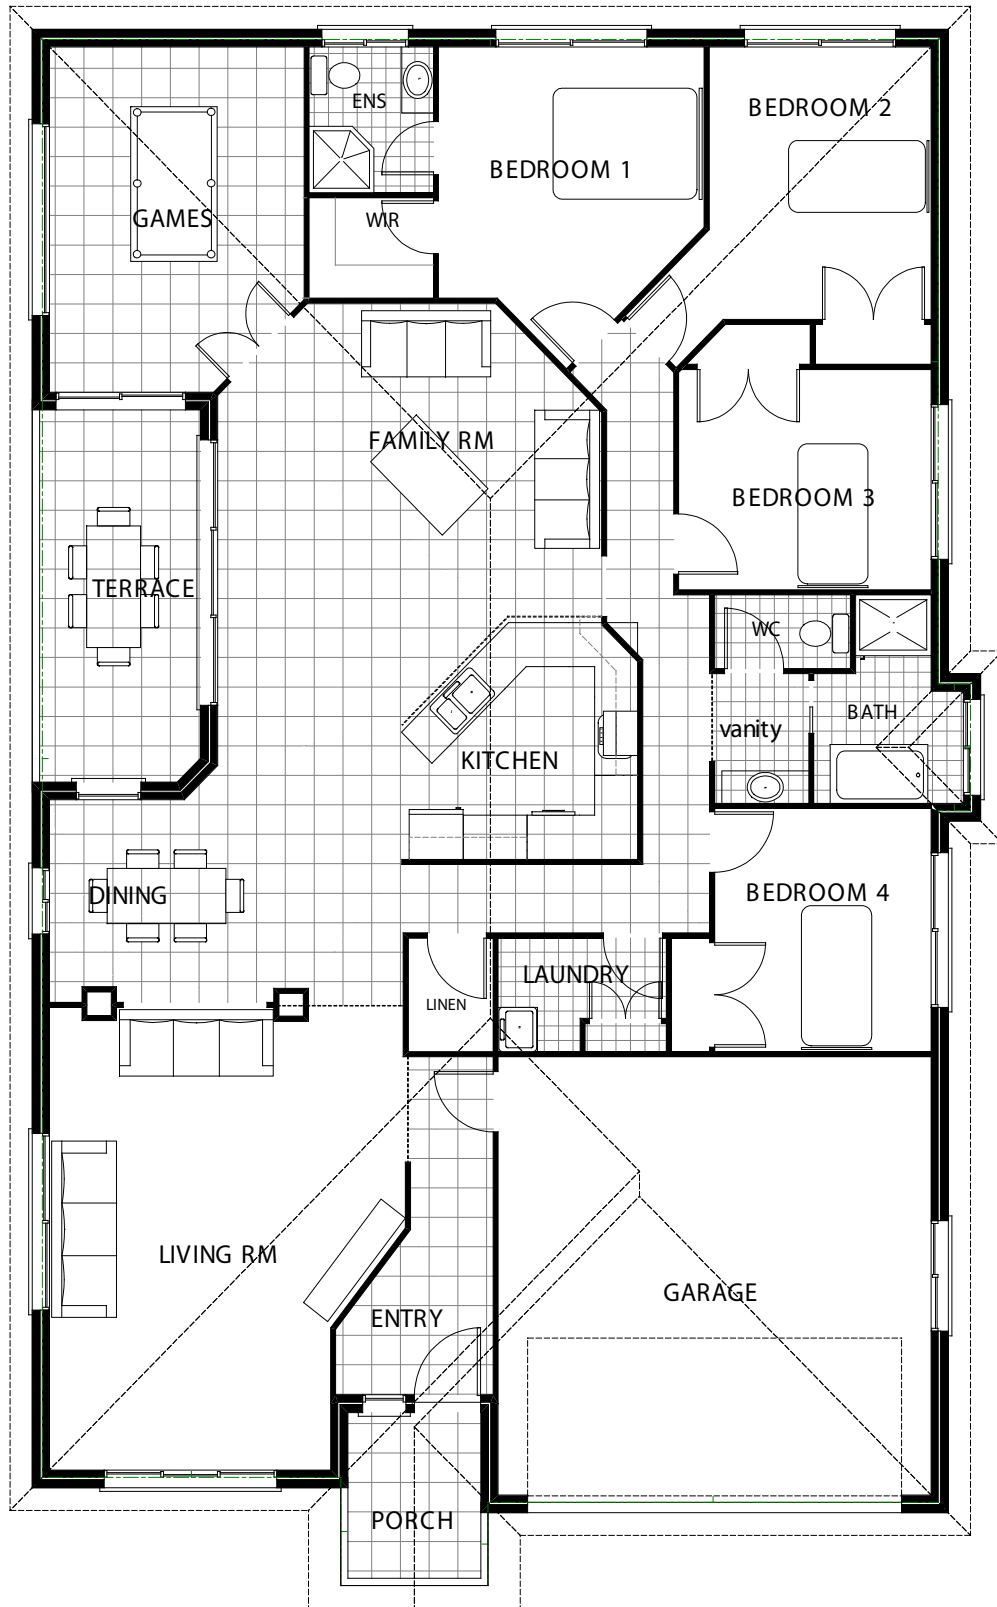 ENS
BEDROOM 2
BEDROOM 1
GAMES
WIR
FAMILY RM
BEDROOM 3
TERRACE
WC
BATH
vanity
KITCHEN
DINING
BEDROOM 4
LAUNDRY
LINEN
LIVING RM
GARAGE
ENTRY
PORCH